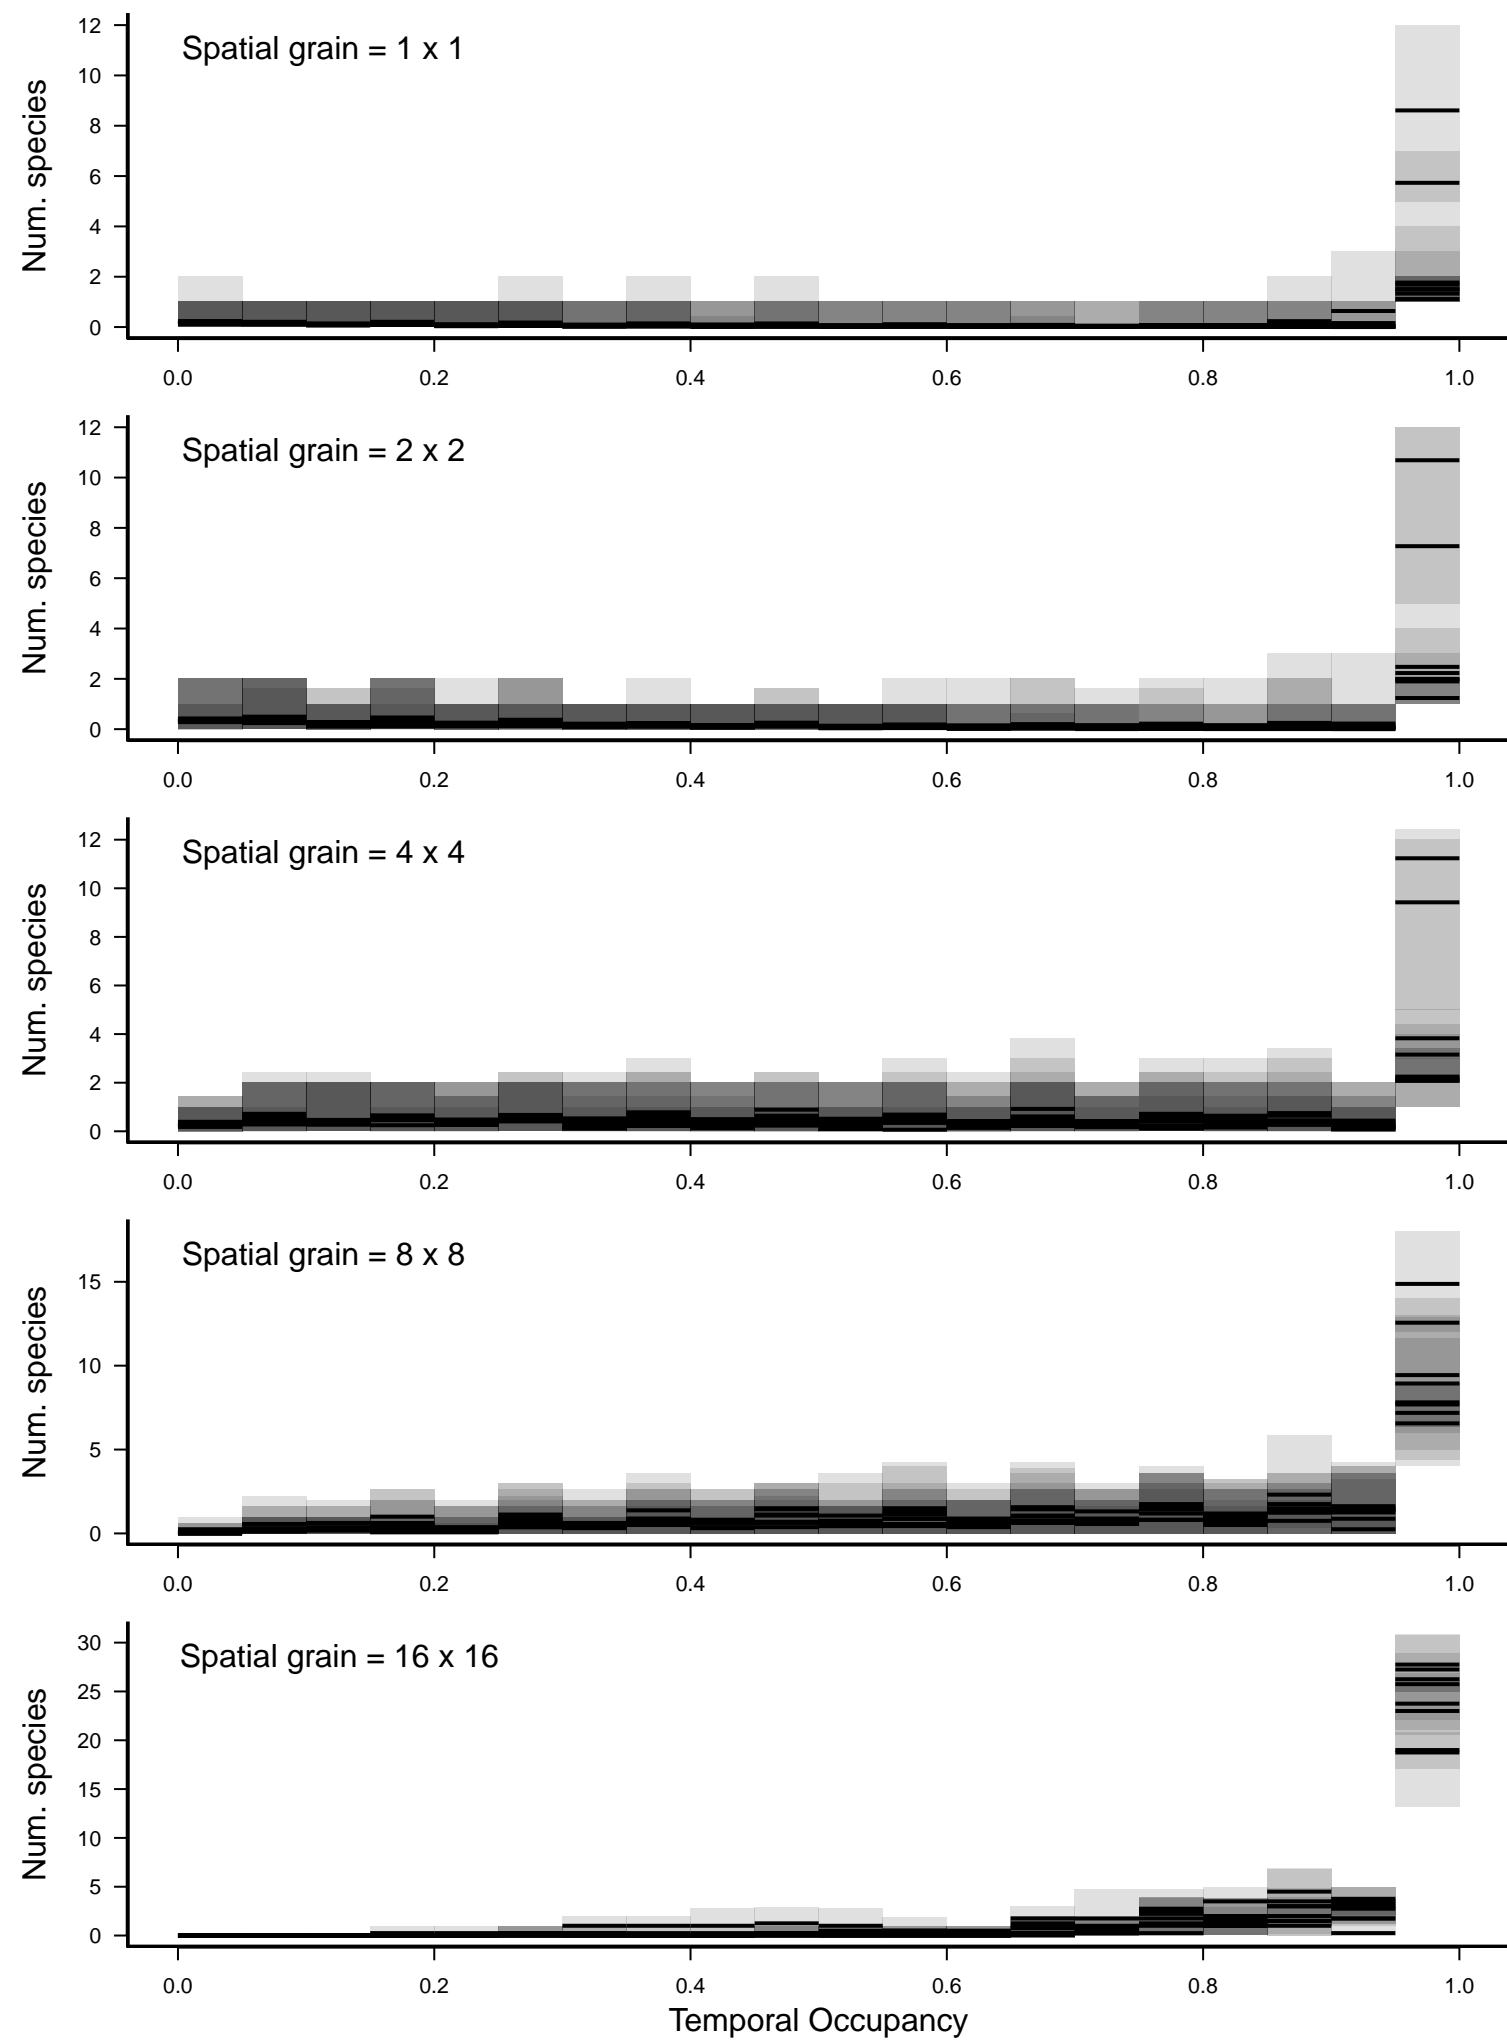 Spatial grain = 1 x 1
Num. species
12
10
8
6
4
2
0
0.0 0.2 0.4 0.6 0.8 1.0
Spatial grain = 2 x 2
Num. species
12
10
8
6
4
2
0
0.0 0.2 0.4 0.6 0.8 1.0
Spatial grain = 4 x 4
Num. species
12
10
8
6
4
2
0
0.0 0.2 0.4 0.6 0.8 1.0
Spatial grain = 8 x 8
Num. species
15
10
5
0
0.0 0.2 0.4 0.6 0.8 1.0
Spatial grain = 16 x 16
Num. species
30
25
20
15
10
5
0
0.0 0.2 0.4 0.6 0.8 1.0
Temporal Occupancy